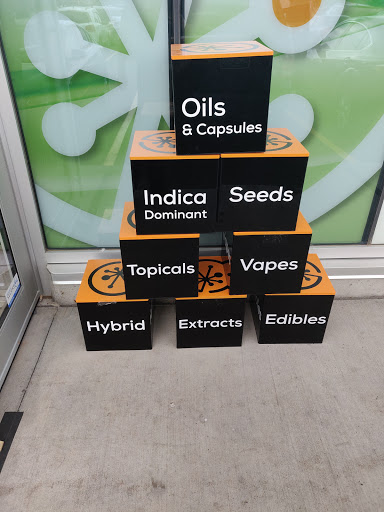 Oils
& Capsules
Indica
Dominant
Seeds
Topicals
Vapes
Hybrid
Extracts
Edibles